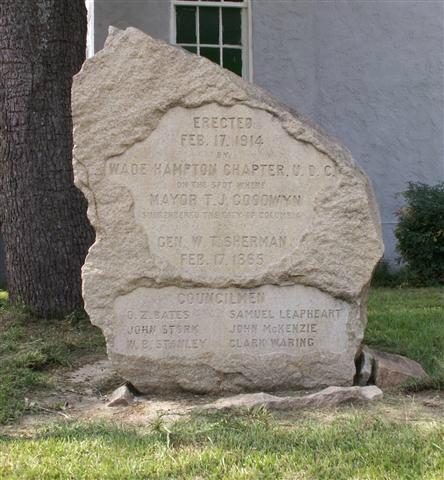 ERECTED
FEB. 17, 1914
BY
WADE HAMPTON CHAPTER, U. D. C.
ON THE SPOT WHERE
MAYOR T. J. GOODWYN
SURRENDERED THE CITY OF COLUMBIA
TO
GEN. W. T. SHERMAN
FEB. 17, 1865
COUNCILMEN
O. Z. BATES SAMUEL LEAPHEART
JOHN STORK JOHN McKENZIE
W. B. STANLEY CLARK WARING